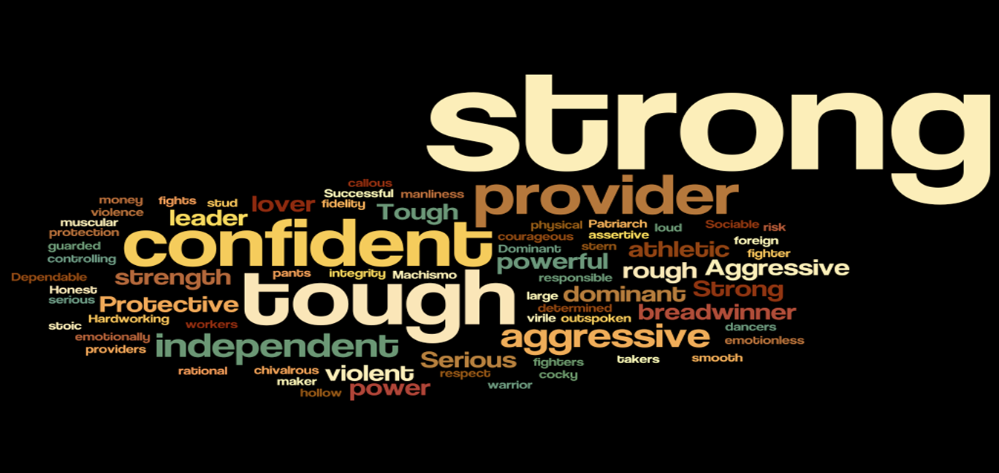 strong
callous
Successful
manliness
provider
money
fights
stud
lover
fidelity
violence
leader
Tough
muscular
protection
confident
physical
Patriarch
loud
Sociable
risk
courageous
assertive
foreign
guarded
Dominant
stern
athletic
fighter
controlling
powerful
rough
Aggressive
Dependable
strength
pants
integrity
Machismo
responsible
Honest
tough
large
dominant
Strong
serious
Protective
determined
breadwinner
Hardworking
virile
outspoken
stoic
workers
dancers
emotionally
aggressive
emotionless
providers
independent
Serious
fighters
takers
smooth
rational
chivalrous
violent
respect
cocky
maker
warrior
hollow
power